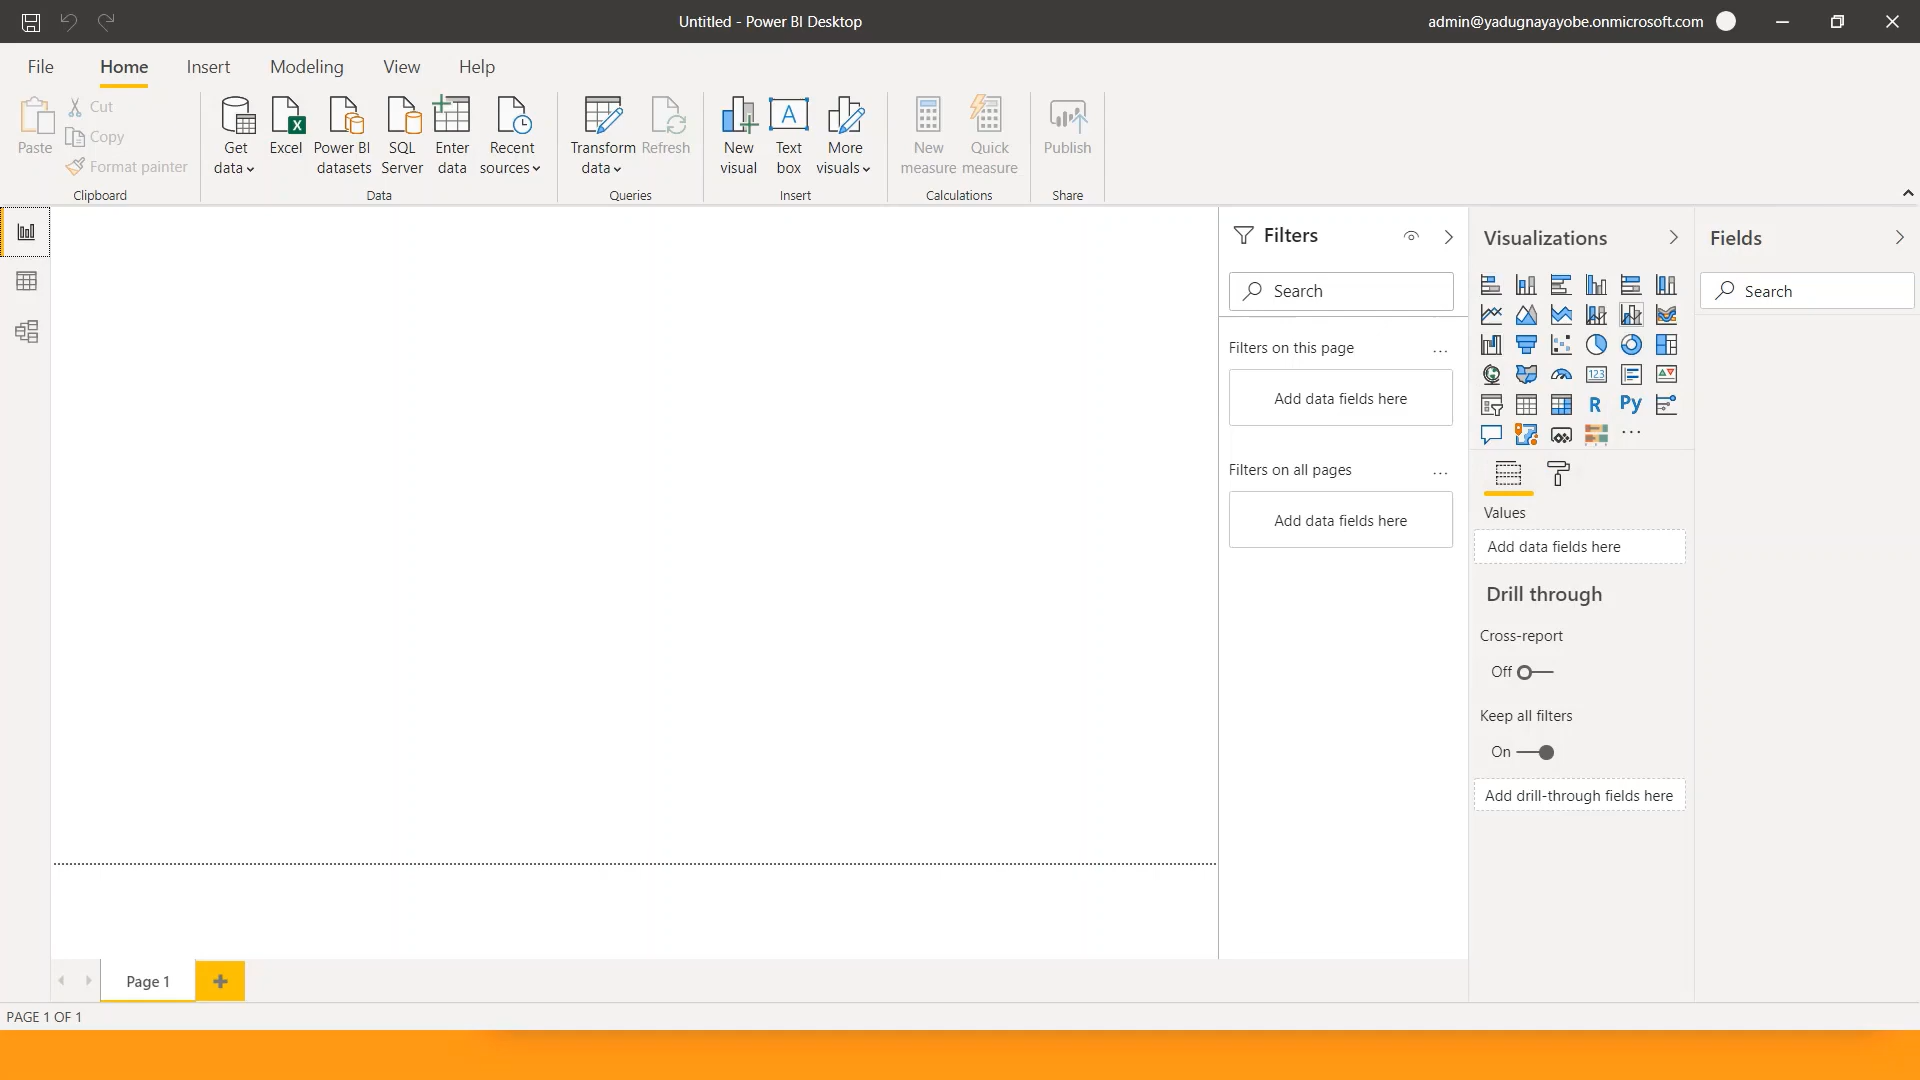 Untitled - Power BI Desktop
admin@yadugnayayobe.onmicrosoft.com
File Home Insert Modeling View Help
Paste
Cut
Copy
Format painter
Clipboard
Get data
Excel
Power BI datasets
SQL Server
Enter data
Recent sources
Data
Transform data
Refresh
Queries
New visual
Text box
More visuals
Insert
New measure
Quick measure
Calculations
Publish
Share
Filters
Search
Filters on this page ...
Add data fields here
Filters on all pages ...
Add data fields here
Visualizations
123
R
Py
...
Values
Add data fields here
Drill through
Cross-report
Off
Keep all filters
On
Add drill-through fields here
Fields
Search
Page 1
PAGE 1 OF 1